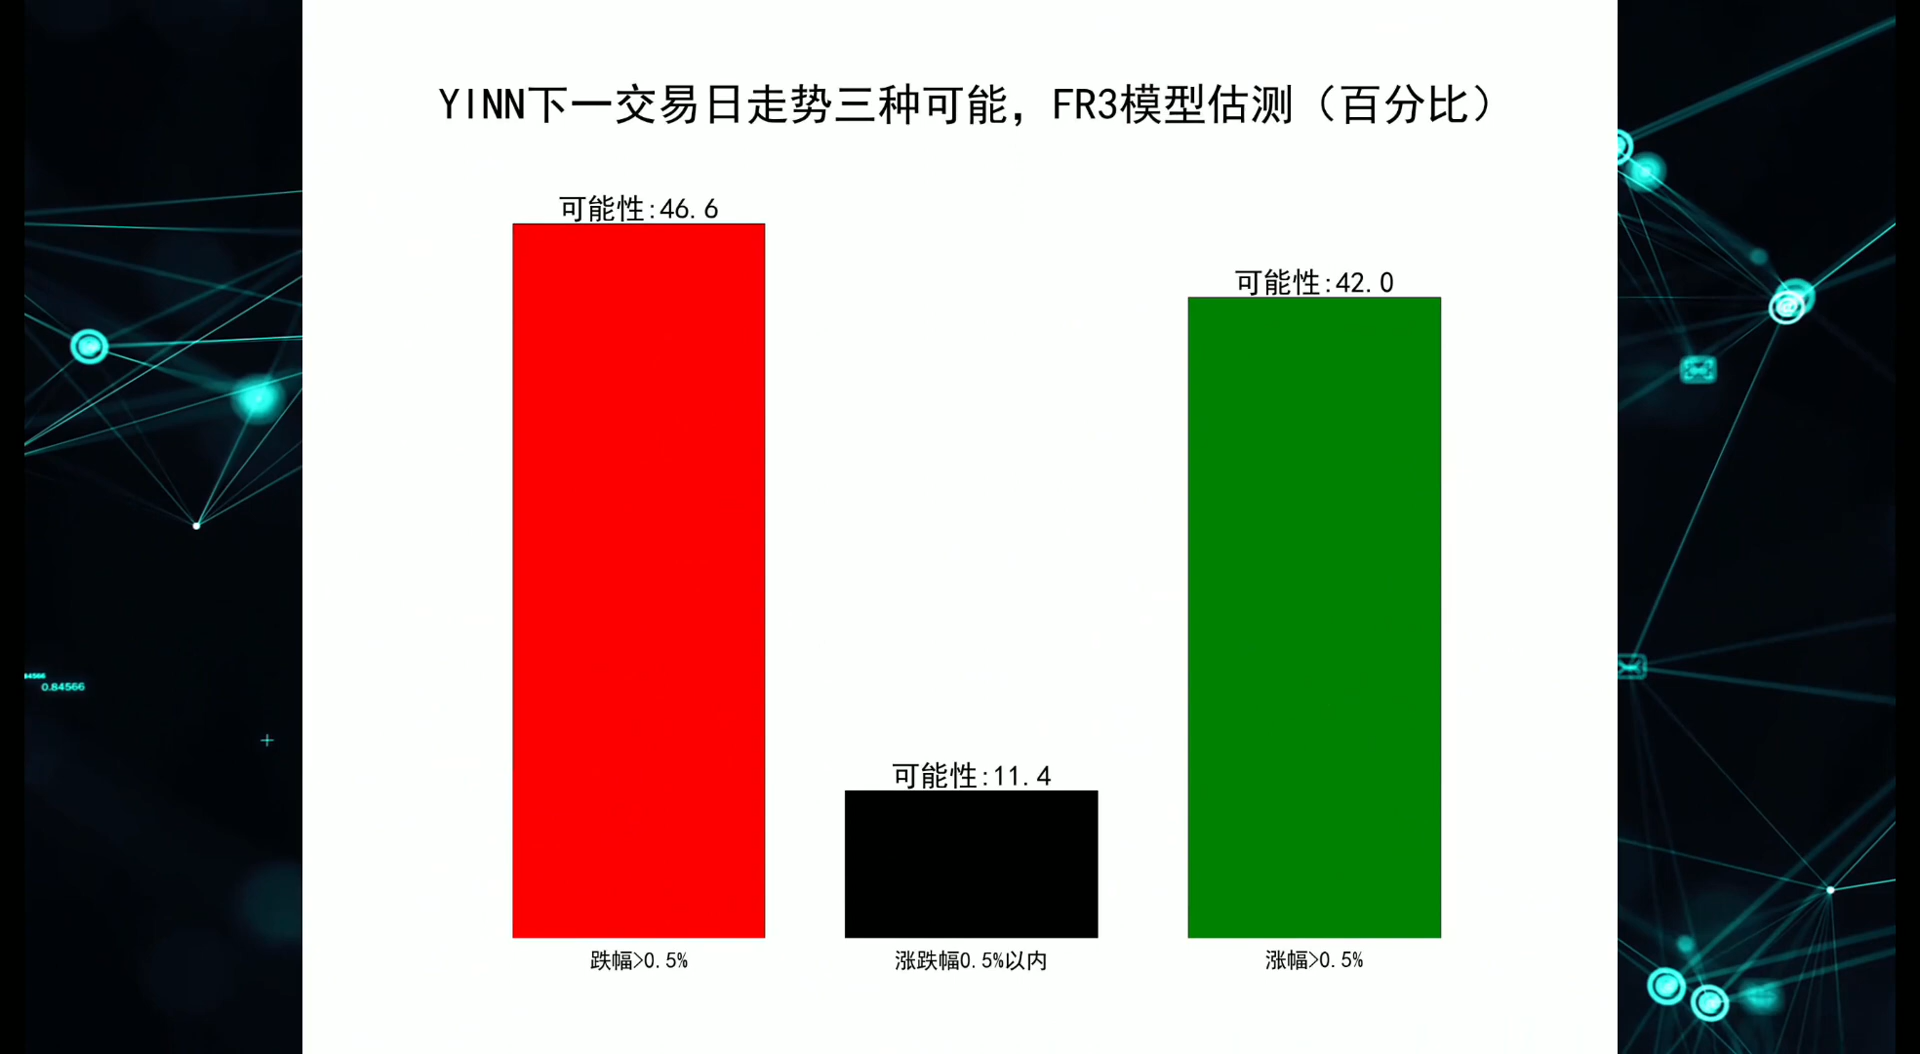 YINN下一交易日走势三种可能，FR3模型估测（百分比）
可能性:46.6
可能性:42.0
可能性:11.4
跌幅>0.5%
涨跌幅0.5%以内
涨幅>0.5%
0.84566